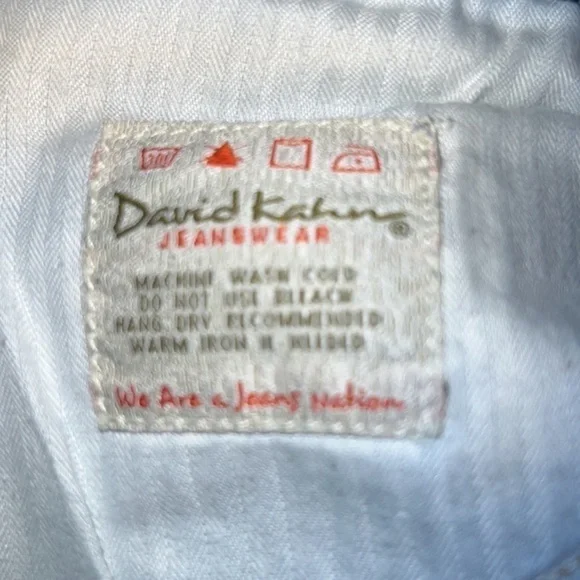 David Kahn®
JEANSWEAR
MACHINE WASH COLD
DO NOT USE BLEACH
HANG DRY RECOMMENDED
WARM IRON IF NEEDED
We Are a Jeans Nation